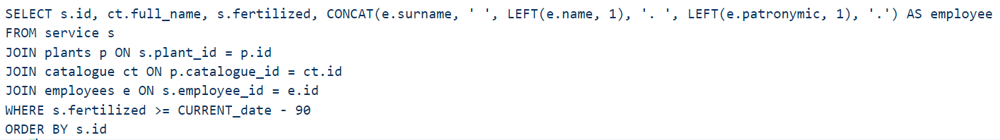 SELECT s.id, ct.full_name, s.fertilized, CONCAT(e.surname, ' ', LEFT(e.name, 1), '. ', LEFT(e.patronymic, 1), '.') AS employee
FROM service s
JOIN plants p ON s.plant_id = p.id
JOIN catalogue ct ON p.catalogue_id = ct.id
JOIN employees e ON s.employee_id = e.id
WHERE s.fertilized >= CURRENT_date - 90
ORDER BY s.id